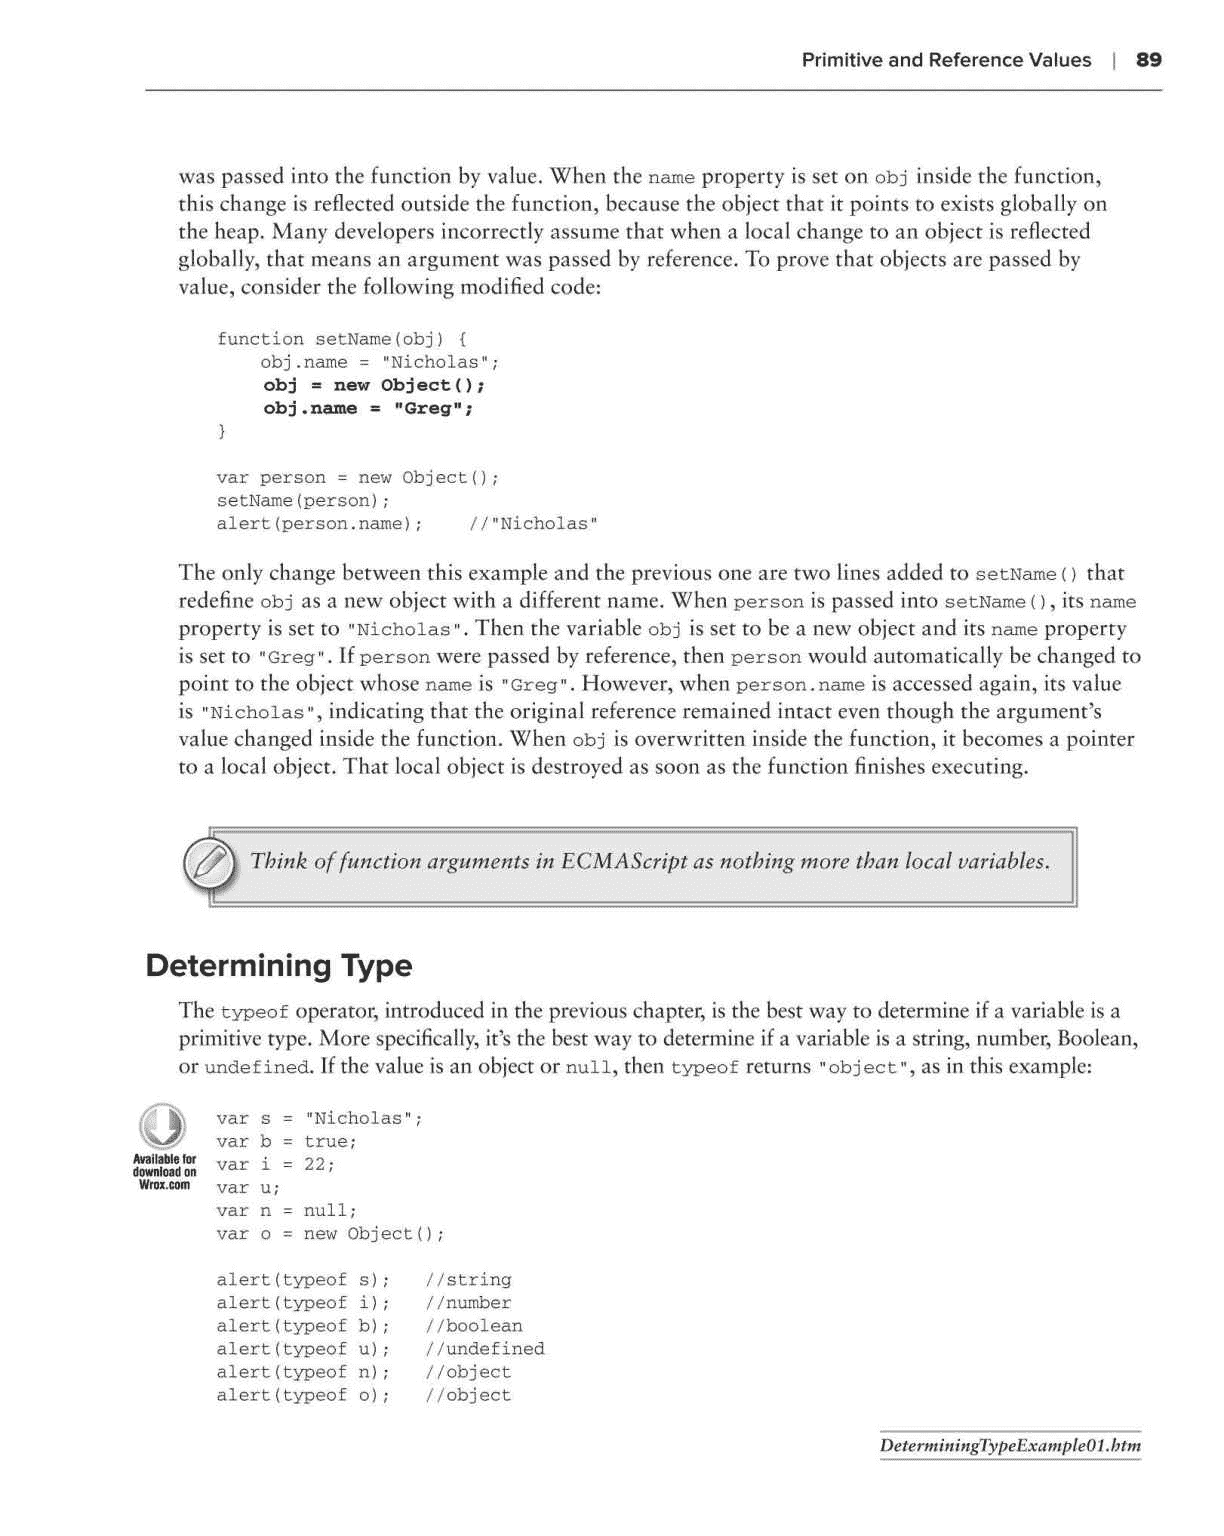 Primitive and Reference Values | 89
was passed into the function by value. When the name property is set on obj inside the function,
this change is reflected outside the function, because the object that it points to exists globally on
the heap. Many developers incorrectly assume that when a local change to an object is reflected
globally, that means an argument was passed by reference. To prove that objects are passed by
value, consider the following modified code:
function setName(obj) {
    obj.name = "Nicholas";
    obj = new Object();
    obj.name = "Greg";
}
var person = new Object();
setName(person);
alert(person.name);    //"Nicholas"
The only change between this example and the previous one are two lines added to setName() that
redefine obj as a new object with a different name. When person is passed into setName(), its name
property is set to "Nicholas". Then the variable obj is set to be a new object and its name property
is set to "Greg". If person were passed by reference, then person would automatically be changed to
point to the object whose name is "Greg". However, when person.name is accessed again, its value
is "Nicholas", indicating that the original reference remained intact even though the argument's
value changed inside the function. When obj is overwritten inside the function, it becomes a pointer
to a local object. That local object is destroyed as soon as the function finishes executing.
Think of function arguments in ECMAScript as nothing more than local variables.
Determining Type
The typeof operator, introduced in the previous chapter, is the best way to determine if a variable is a
primitive type. More specifically, it's the best way to determine if a variable is a string, number, Boolean,
or undefined. If the value is an object or null, then typeof returns "object", as in this example:
Available for
download on
Wrox.com
var s = "Nicholas";
var b = true;
var i = 22;
var u;
var n = null;
var o = new Object();
alert(typeof s);   //string
alert(typeof i);   //number
alert(typeof b);   //boolean
alert(typeof u);   //undefined
alert(typeof n);   //object
alert(typeof o);   //object
DeterminingTypeExample01.htm